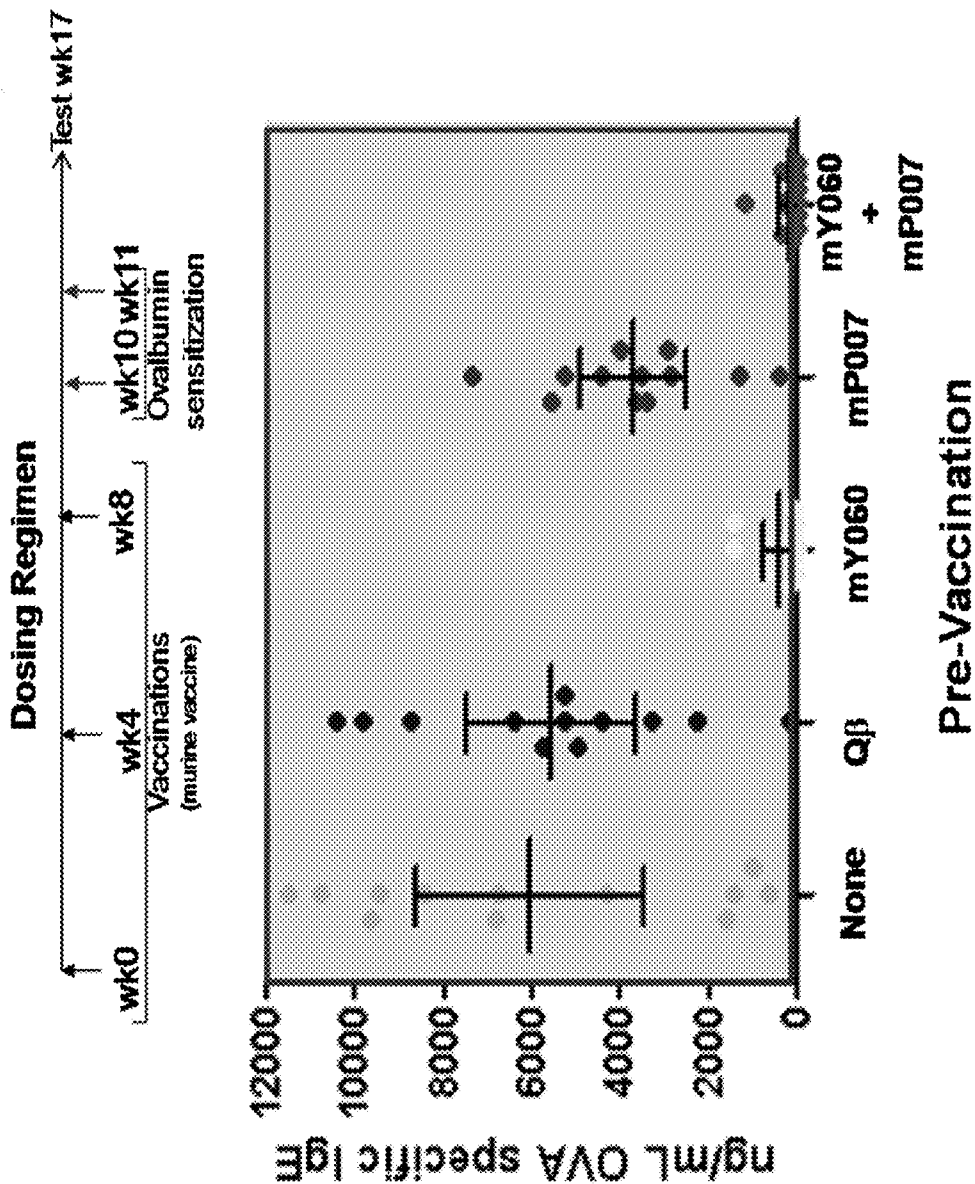 Dosing Regimen
Test wk17
wk0
wk4
wk8
wk10 wk11
Vaccinations
(murine vaccine)
Ovalbumin
sensitization
ng/mL OVA specific IgE
12000
10000
8000
6000
4000
2000
0
None
Qβ
mY060
mP007
mY060
+
mP007
Pre-Vaccination